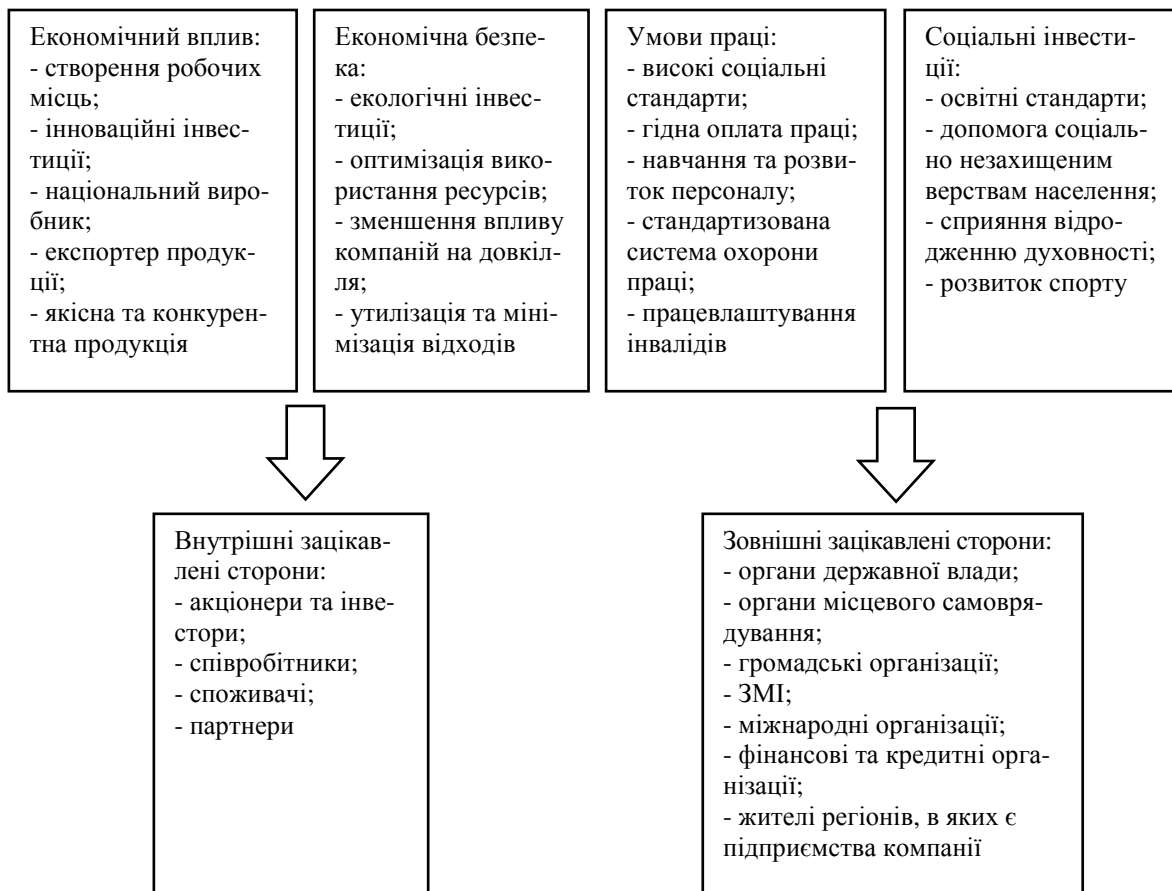 Економічний вплив:
- створення робочих
місць;
- інноваційні інвес-
тиції;
- національний виро-
бник;
- експортер продук-
ції;
- якісна та конкурен-
тна продукція
Економічна безпе-
ка:
- екологічні інвес-
тиції;
- оптимізація вико-
ристання ресурсів;
- зменшення впливу
компаній на довкіл-
ля;
- утилізація та міні-
мізація відходів
Умови праці:
- високі соціальні
стандарти;
- гідна оплата праці;
- навчання та розви-
ток персоналу;
- стандартизована
система охорони
праці;
- працевлаштування
інвалідів
Соціальні інвести-
ції:
- освітні стандарти;
- допомога соціаль-
но незахищеним
верствам населення;
- сприяння відро-
дженню духовності;
- розвиток спорту
Внутрішні зацікав-
лені сторони:
- акціонери та інве-
стори;
- співробітники;
- споживачі;
- партнери
Зовнішні зацікавлені сторони:
- органи державної влади;
- органи місцевого самовря-
дування;
- громадські організації;
- ЗМІ;
- міжнародні організації;
- фінансові та кредитні орга-
нізації;
- жителі регіонів, в яких є
підприємства компанії